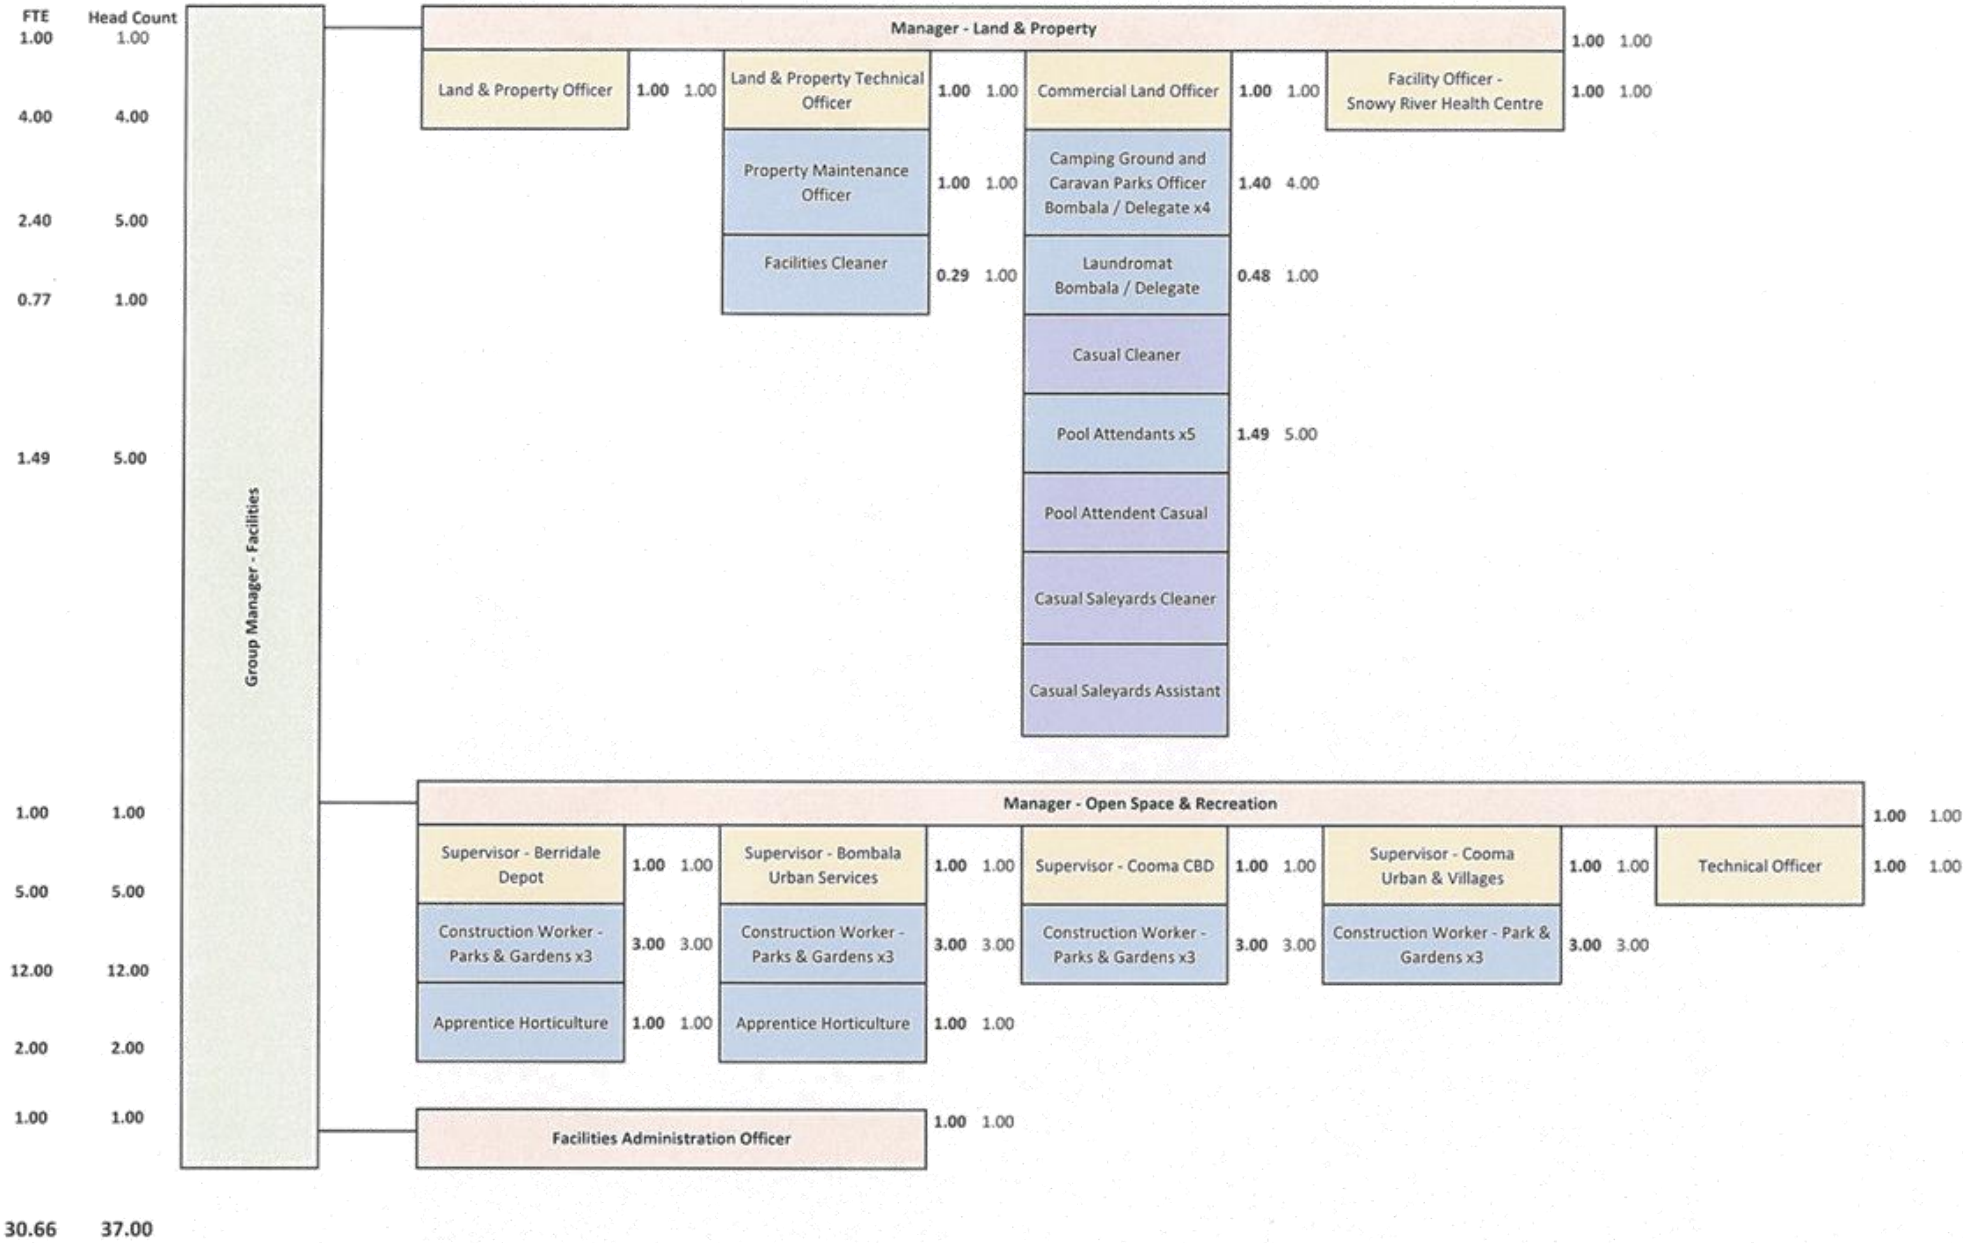 FTE Head Count
1.00 1.00
Manager - Land & Property
1.00 1.00
Land & Property Officer
1.00 1.00
Land & Property Technical
Officer
1.00 1.00
Commercial Land Officer
1.00 1.00
Facility Officer -
Snowy River Health Centre
1.00 1.00
4.00 4.00
Property Maintenance
Officer
1.00 1.00
Camping Ground and
Caravan Parks Officer
Bombala / Delegate x4
1.40 4.00
2.40 5.00
Facilities Cleaner
0.29 1.00
Laundromat
Bombala / Delegate
0.48 1.00
0.77 1.00
Casual Cleaner
Pool Attendants x5
1.49 5.00
1.49 5.00
Pool Attendent Casual
Casual Saleyards Cleaner
Casual Saleyards Assistant
Group Manager - Facilities
1.00 1.00
Manager - Open Space & Recreation
1.00 1.00
Supervisor - Berridale
Depot
1.00 1.00
Supervisor - Bombala
Urban Services
1.00 1.00
Supervisor - Cooma CBD
1.00 1.00
Supervisor - Cooma
Urban & Villages
1.00 1.00
Technical Officer
1.00 1.00
5.00 5.00
Construction Worker -
Parks & Gardens x3
3.00 3.00
Construction Worker -
Parks & Gardens x3
3.00 3.00
Construction Worker -
Parks & Gardens x3
3.00 3.00
Construction Worker - Park &
Gardens x3
3.00 3.00
12.00 12.00
Apprentice Horticulture
1.00 1.00
Apprentice Horticulture
1.00 1.00
2.00 2.00
1.00 1.00
Facilities Administration Officer
1.00 1.00
30.66 37.00